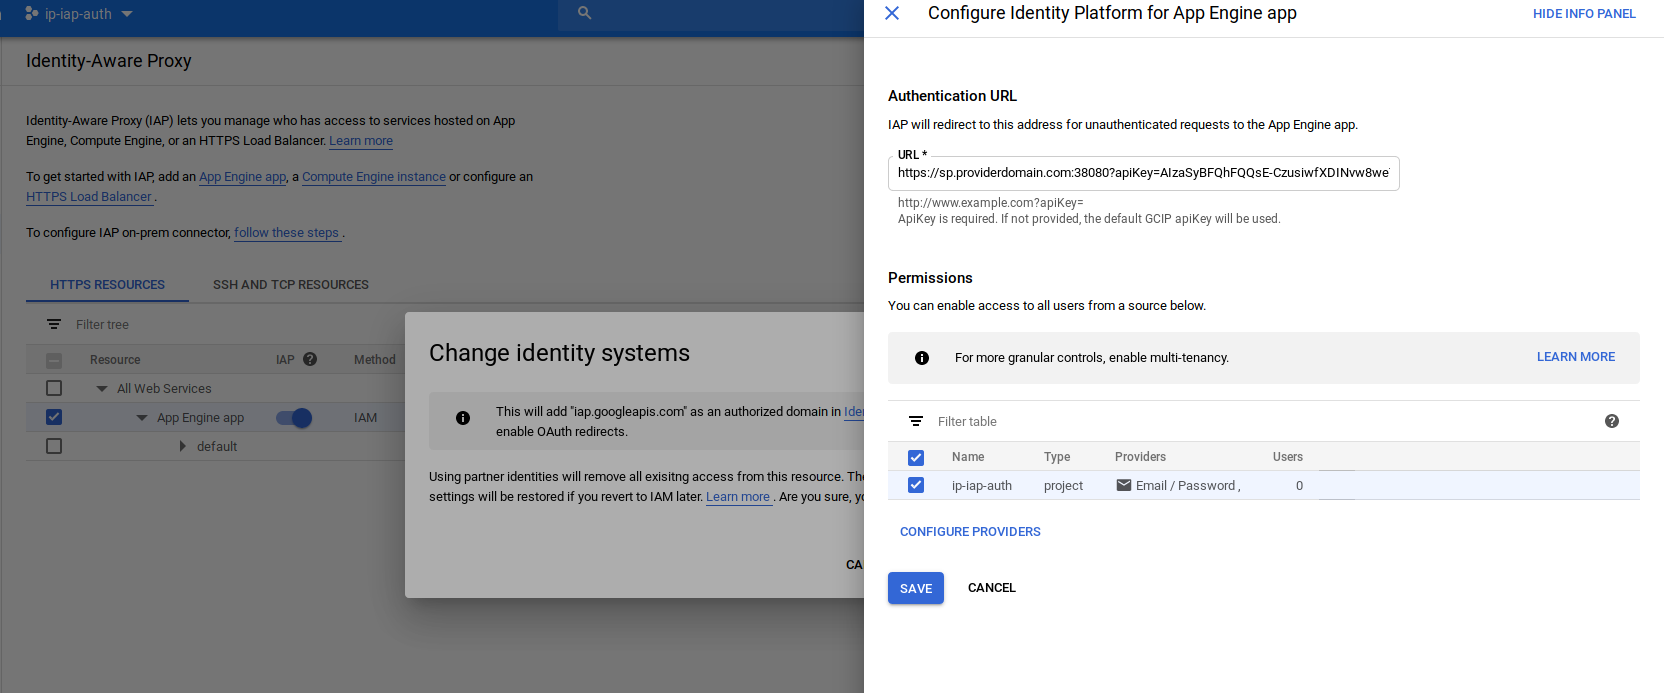 ip-iap-auth
Identity-Aware Proxy
Identity-Aware Proxy (IAP) lets you manage who has access to services hosted on App
Engine, Compute Engine, or an HTTPS Load Balancer. Learn more
To get started with IAP, add an App Engine app, a Compute Engine instance or configure an
HTTPS Load Balancer .
To configure IAP on-prem connector, follow these steps .
HTTPS RESOURCES
SSH AND TCP RESOURCES
Filter tree
Resource IAP Method
All Web Services
App Engine app IAM
default
Change identity systems
This will add "iap.googleapis.com" as an authorized domain in Iden
enable OAuth redirects.
Using partner identities will remove all exisitng access from this resource. The
settings will be restored if you revert to IAM later. Learn more . Are you sure, yo
CA
Configure Identity Platform for App Engine app
HIDE INFO PANEL
Authentication URL
IAP will redirect to this address for unauthenticated requests to the App Engine app.
URL *
https://sp.providerdomain.com:38080?apiKey=AIzaSyBFQhFQQsE-CzusiwfXDINvw8we
http://www.example.com?apiKey=
ApiKey is required. If not provided, the default GCIP apiKey will be used.
Permissions
You can enable access to all users from a source below.
For more granular controls, enable multi-tenancy.
LEARN MORE
Filter table
Name Type Providers Users
ip-iap-auth project Email / Password , 0
CONFIGURE PROVIDERS
SAVE
CANCEL